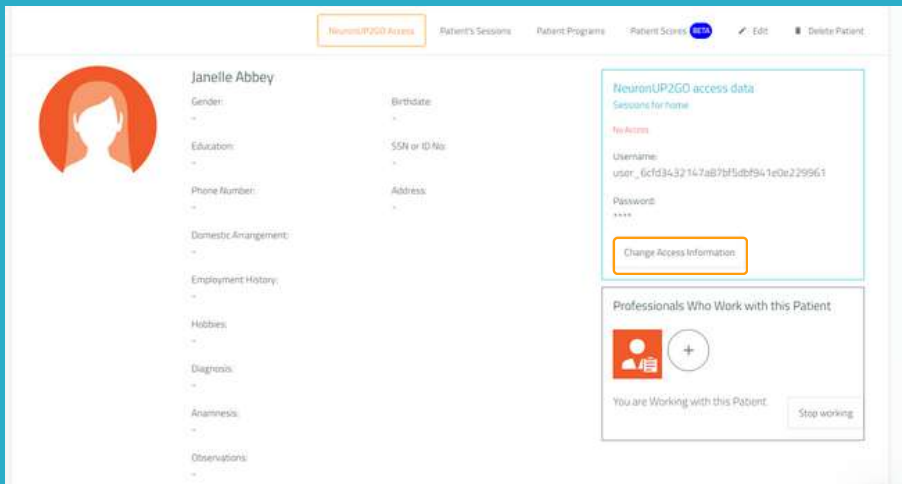 NeuronUP2GO Access
Patient's Sessions
Patient Programs
Patient Scores BETA
Edit
Delete Patient
Janelle Abbey
Gender:
-
Birthdate:
-
Education:
-
SSN or ID No:
-
Phone Number:
-
Address:
-
Domestic Arrangement:
-
Employment History:
-
Hobbies:
-
Diagnosis:
-
Anamnesis:
-
Observations:
-
NeuronUP2GO access data
Sessions for home
No Access
Username:
user_6cfd3432147a87bf5dbf941e0e229961
Password:
****
Change Access Information
Professionals Who Work with this Patient
+
You are Working with this Patient
Stop working